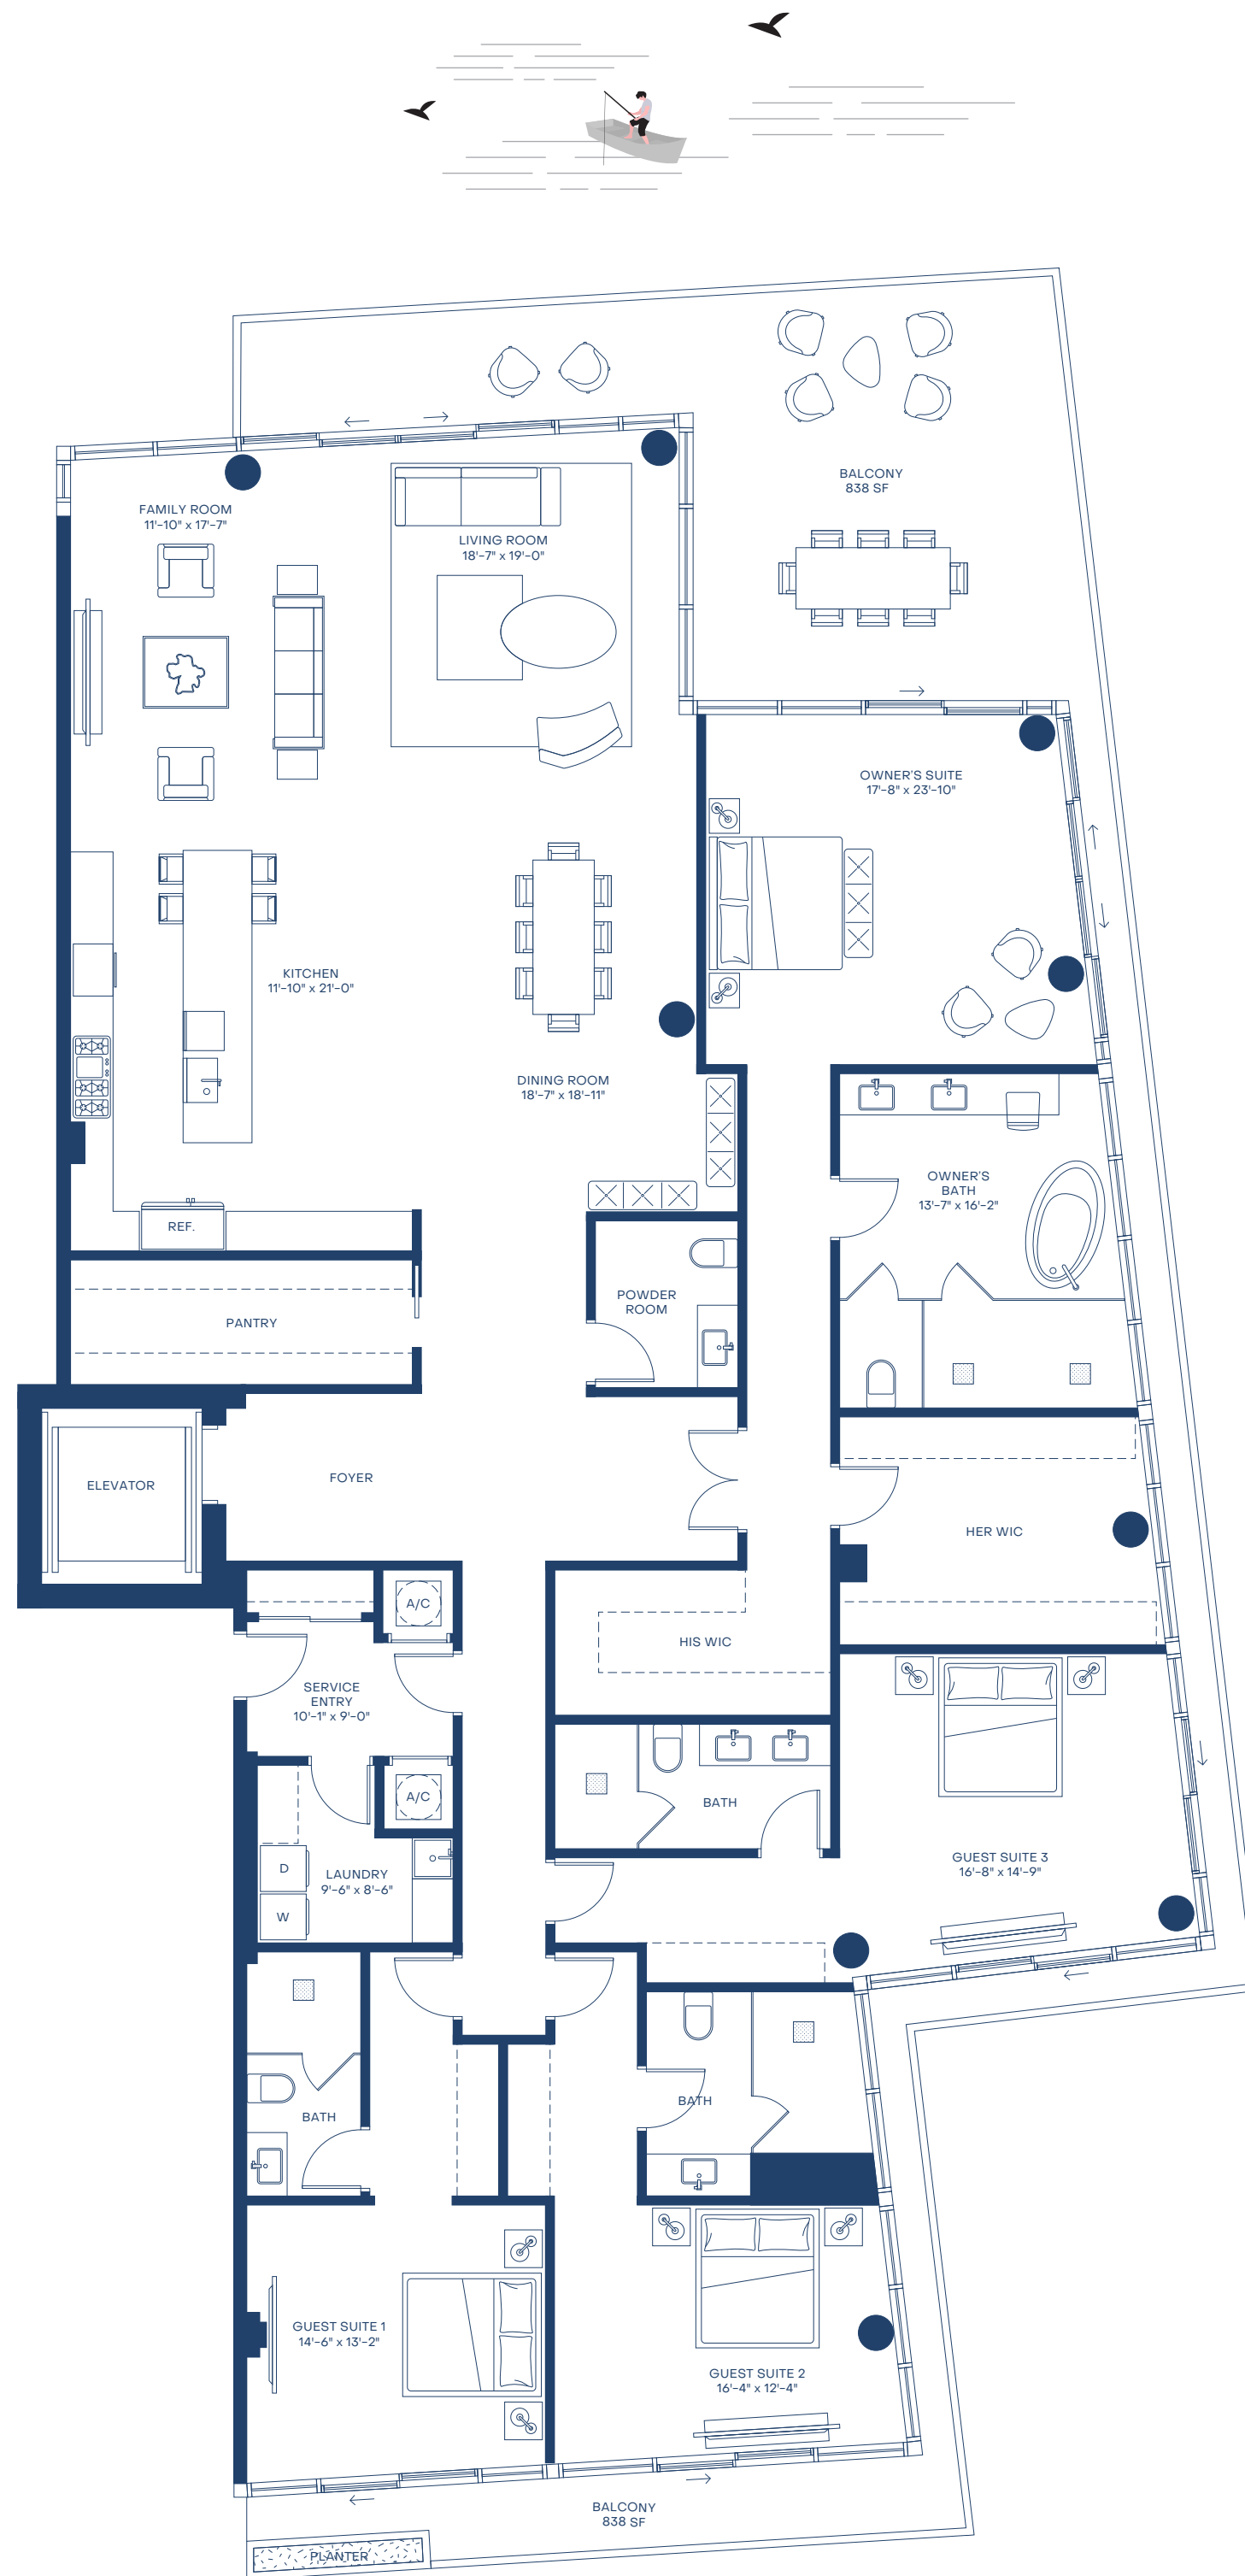 BALCONY
838 SF
FAMILY ROOM
11'-10" x 17'-7"
LIVING ROOM
18'-7" x 19'-0"
OWNER'S SUITE
17'-8" x 23'-10"
KITCHEN
11'-10" x 21'-0"
DINING ROOM
18'-7" x 18'-11"
OWNER'S
BATH
13'-7" x 16'-2"
REF.
POWDER
ROOM
PANTRY
ELEVATOR
FOYER
HER WIC
A/C
HIS WIC
SERVICE
ENTRY
10'-1" x 9'-0"
A/C
BATH
D
LAUNDRY
9'-6" x 8'-6"
W
GUEST SUITE 3
16'-8" x 14'-9"
BATH
BATH
GUEST SUITE 1
14'-6" x 13'-2"
GUEST SUITE 2
16'-4" x 12'-4"
BALCONY
838 SF
PLANTER